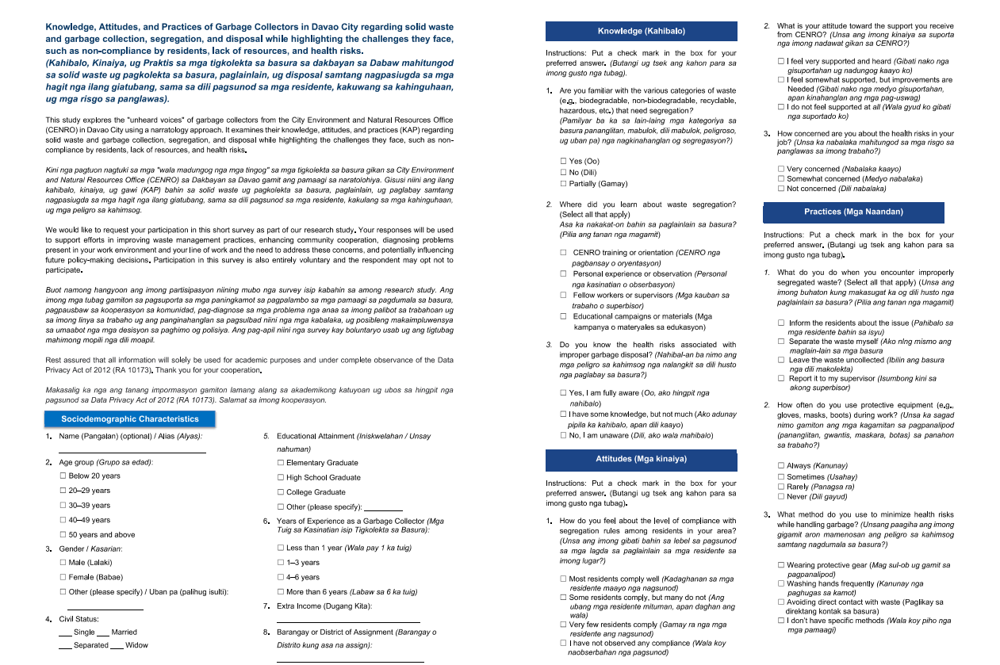 Knowledge, Attitudes, and Practices of Garbage Collectors in Davao City regarding solid waste
and garbage collection, segregation, and disposal while highlighting the challenges they face,
such as non-compliance by residents, lack of resources, and health risks.
(Kahibalo, Kinaiya, ug Praktis sa mga tigkolekta sa basura sa dakbayan sa Dabaw mahitungod
sa solid waste ug pagkolekta sa basura, paglainlain, ug disposal samtang nagpasiugda sa mga
hagit nga ilang giatubang, sama sa dili pagsunod sa mga residente, kakuwang sa kahinguhaan,
ug mga risgo sa panglawas).
This study explores the "unheard voices" of garbage collectors from the City Environment and Natural Resources Office
(CENRO) in Davao City using a narratology approach. It examines their knowledge, attitudes, and practices (KAP) regarding
solid waste and garbage collection, segregation, and disposal while highlighting the challenges they face, such as non-
compliance by residents, lack of resources, and health risks.
Kini nga pagtuon nagtuki sa mga "wala madungog nga mga tingog" sa mga tigkolekta sa basura gikan sa City Environment
and Natural Resources Office (CENRO) sa Dakbayan sa Davao gamit ang pamaagi sa naratolohiya. Gisusi niini ang ilang
kahibalo, kinaiya, ug gawi (KAP) bahin sa solid waste ug pagkolekta sa basura, paglainlain, ug paglabay samtang
nagpasiugda sa mga hagit nga ilang giatubang, sama sa dili pagsunod sa mga residente, kakulang sa mga kahinguhaan,
ug mga peligro sa kahimsog.
We would like to request your participation in this short survey as part of our research study. Your responses will be used
to support efforts in improving waste management practices, enhancing community cooperation, diagnosing problems
present in your work environment and your line of work and the need to address these concerns, and potentially influencing
future policy-making decisions. Participation in this survey is also entirely voluntary and the respondent may opt not to
participate.
Buot namong hangyoon ang imong partisipasyon niining mubo nga survey isip kabahin sa among research study. Ang
imong mga tubag gamiton sa pagsuporta sa mga paningkamot sa pagpalambo sa mga pamaagi sa pagdumala sa basura,
pagpausbaw sa kooperasyon sa komunidad, pag-diagnose sa mga problema nga anaa sa imong palibot sa trabahoan ug
sa imong linya sa trabaho ug ang panginahanglan sa pagsulbad niini nga mga kabalaka, ug posibleng makaimpluwensya
sa umaabot nga mga desisyon sa paghimo og polisiya. Ang pag-apil niini nga survey kay boluntaryo usab ug ang tigtubag
mahimong mopili nga dili moapil.
Rest assured that all information will solely be used for academic purposes and under complete observance of the Data
Privacy Act of 2012 (RA 10173). Thank you for your cooperation.
Makasalig ka nga ang tanang impormasyon gamiton lamang alang sa akademikong katuyoan ug ubos sa hingpit nga
pagsunod sa Data Privacy Act of 2012 (RA 10173). Salamat sa imong kooperasyon.
Sociodemographic Characteristics
1. Name (Pangalan) (optional) / Alias (Alyas):
2. Age group (Grupo sa edad):
☐ Below 20 years
☐ 20–29 years
☐ 30–39 years
☐ 40–49 years
☐ 50 years and above
3. Gender / Kasarian:
☐ Male (Lalaki)
☐ Female (Babae)
☐ Other (please specify) / Uban pa (palihug isulti):
4. Civil Status:
___ Single ___ Married
___ Separated ___ Widow
5. Educational Attainment (Iniskwelahan / Unsay
nahuman)
☐ Elementary Graduate
☐ High School Graduate
☐ College Graduate
☐ Other (please specify): ________
6. Years of Experience as a Garbage Collector (Mga
Tuig sa Kasinatian isip Tigkolekta sa Basura):
☐ Less than 1 year (Wala pay 1 ka tuig)
☐ 1–3 years
☐ 4–6 years
☐ More than 6 years (Labaw sa 6 ka tuig)
7. Extra Income (Dugang Kita):
8. Barangay or District of Assignment (Barangay o
Distrito kung asa na assign):
Knowledge (Kahibalo)
Instructions: Put a check mark in the box for your
preferred answer. (Butangi ug tsek ang kahon para sa
imong gusto nga tubag).
1. Are you familiar with the various categories of waste
(e.g., biodegradable, non-biodegradable, recyclable,
hazardous, etc.) that need segregation?
(Pamilyar ba ka sa lain-laing mga kategoriya sa
basura pananglitan, mabulok, dili mabulok, peligroso,
ug uban pa) nga nagkinahanglan og segregasyon?)
☐ Yes (Oo)
☐ No (Dili)
☐ Partially (Gamay)
2. Where did you learn about waste segregation?
(Select all that apply)
Asa ka nakakat-on bahin sa paglainlain sa basura?
(Pilia ang tanan nga magamit)
☐ CENRO training or orientation (CENRO nga
pagbansay o oryentasyon)
☐ Personal experience or observation (Personal
nga kasinatian o obserbasyon)
☐ Fellow workers or supervisors (Mga kauban sa
trabaho o superbisor)
☐ Educational campaigns or materials (Mga
kampanya o materyales sa edukasyon)
3. Do you know the health risks associated with
improper garbage disposal? (Nahibal-an ba nimo ang
mga peligro sa kahimsog nga nalangkit sa dili husto
nga paglabay sa basura?)
☐ Yes, I am fully aware (Oo, ako hingpit nga
nahibalo)
☐ I have some knowledge, but not much (Ako adunay
pipila ka kahibalo, apan dili kaayo)
☐ No, I am unaware (Dili, ako wala mahibalo)
Attitudes (Mga kinaiya)
Instructions: Put a check mark in the box for your
preferred answer. (Butangi ug tsek ang kahon para sa
imong gusto nga tubag).
1. How do you feel about the level of compliance with
segregation rules among residents in your area?
(Unsa ang imong gibati bahin sa lebel sa pagsunod
sa mga lagda sa paglainlain sa mga residente sa
imong lugar?)
☐ Most residents comply well (Kadaghanan sa mga
residente maayo nga nagsunod)
☐ Some residents comply, but many do not (Ang
ubang mga residente mituman, apan daghan ang
wala)
☐ Very few residents comply (Gamay ra nga mga
residente ang nagsunod)
☐ I have not observed any compliance (Wala koy
naobserbahan nga pagsunod)
2. What is your attitude toward the support you receive
from CENRO? (Unsa ang imong kinaiya sa suporta
nga imong nadawat gikan sa CENRO?)
☐ I feel very supported and heard (Gibati nako nga
gisuportahan ug nadungog kaayo ko)
☐ I feel somewhat supported, but improvements are
Needed (Gibati nako nga medyo gisuportahan,
apan kinahanglan ang mga pag-uswag)
☐ I do not feel supported at all (Wala gyud ko gibati
nga suportado ko)
3. How concerned are you about the health risks in your
job? (Unsa ka nabalaka mahitungod sa mga risgo sa
panglawas sa imong trabaho?)
☐ Very concerned (Nabalaka kaayo)
☐ Somewhat concerned (Medyo nabalaka)
☐ Not concerned (Dili nabalaka)
Practices (Mga Naandan)
Instructions: Put a check mark in the box for your
preferred answer. (Butangi ug tsek ang kahon para sa
imong gusto nga tubag).
1. What do you do when you encounter improperly
segregated waste? (Select all that apply) (Unsa ang
imong buhaton kung makasugat ka og dili husto nga
paglainlain sa basura? (Pilia ang tanan nga magamit)
☐ Inform the residents about the issue (Pahibalo sa
mga residente bahin sa isyu)
☐ Separate the waste myself (Ako nlng mismo ang
maglain-lain sa mga basura
☐ Leave the waste uncollected (Ibilin ang basura
nga dili makolekta)
☐ Report it to my supervisor (Isumbong kini sa
akong superbisor)
2. How often do you use protective equipment (e.g.,
gloves, masks, boots) during work? (Unsa ka sagad
nimo gamiton ang mga kagamitan sa pagpanalipod
(pananglitan, gwantis, maskara, botas) sa panahon
sa trabaho?)
☐ Always (Kanunay)
☐ Sometimes (Usahay)
☐ Rarely (Panagsa ra)
☐ Never (Dili gayud)
3. What method do you use to minimize health risks
while handling garbage? (Unsang paagiha ang imong
gigamit aron mamenosan ang peligro sa kahimsog
samtang nagdumala sa basura?)
☐ Wearing protective gear (Mag sul-ob ug gamit sa
pagpanalipod)
☐ Washing hands frequently (Kanunay nga
paghugas sa kamot)
☐ Avoiding direct contact with waste (Paglikay sa
direktang kontak sa basura)
☐ I don't have specific methods (Wala koy piho nga
mga pamaagi)